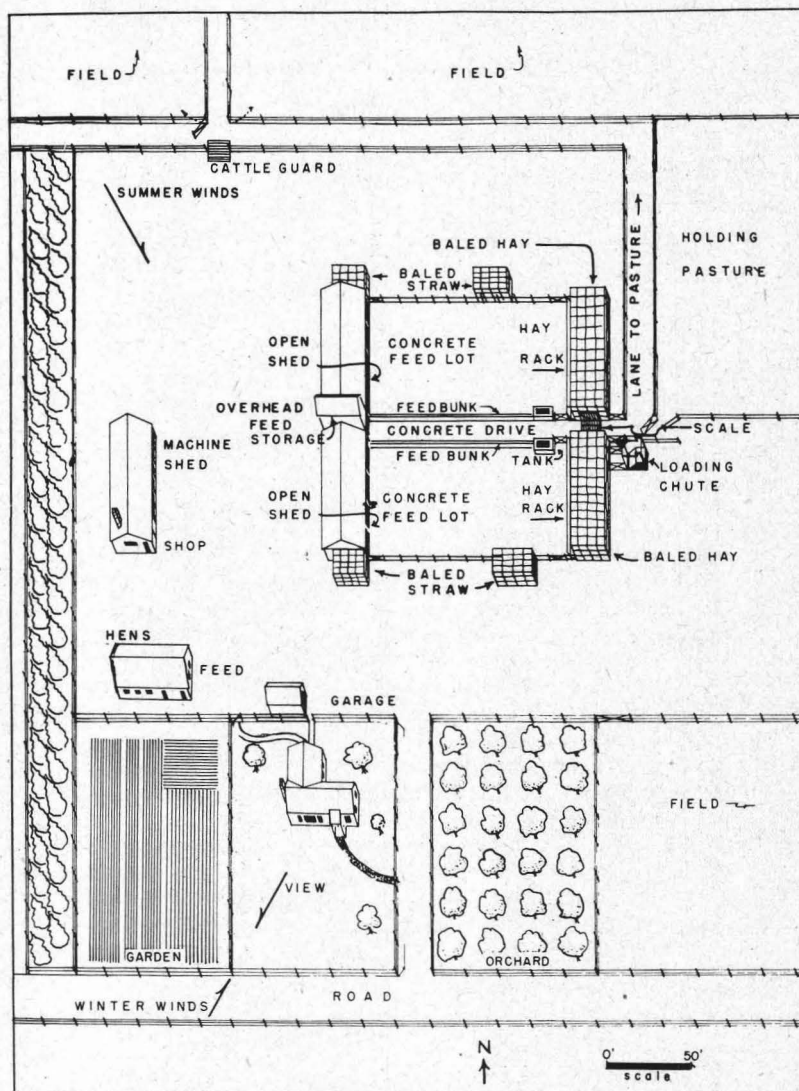 FIELD
FIELD
CATTLE GUARD
SUMMER WINDS
BALED HAY
HOLDING
PASTURE
LANE TO PASTURE
BALED
STRAW
OPEN
SHED
CONCRETE
FEED LOT
HAY
RACK
OVERHEAD
FEED
STORAGE
FEEDBUNK
CONCRETE DRIVE
SCALE
MACHINE
SHED
FEED BUNK
TANK
LOADING
CHUTE
OPEN
SHED
CONCRETE
FEED LOT
HAY
RACK
SHOP
BALED HAY
BALED
STRAW
HENS
FEED
GARAGE
FIELD
VIEW
GARDEN
ORCHARD
WINTER WINDS
ROAD
N
0' 50'
scale